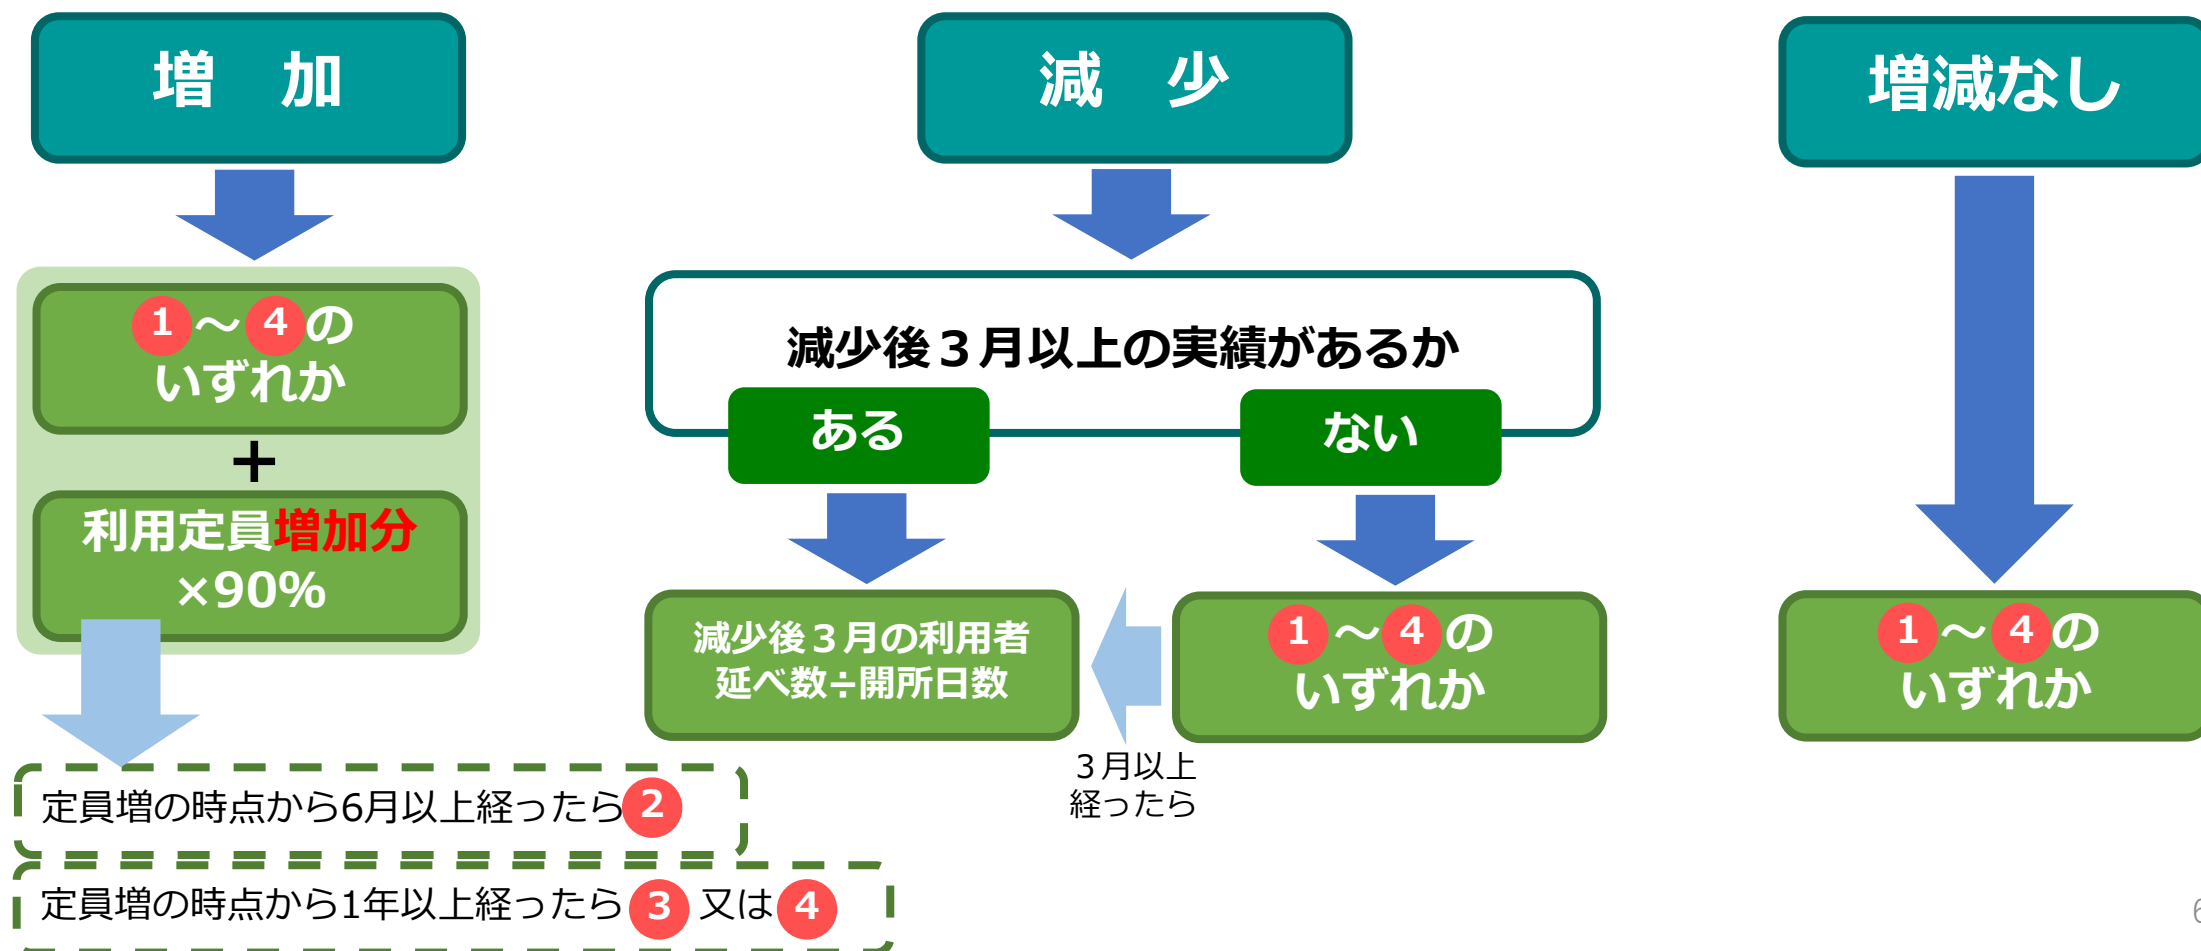 増　加
1～4の
いずれか
＋
利用定員増加分
×90%
定員増の時点から6月以上経ったら2
定員増の時点から1年以上経ったら3 又は 4
減　少
減少後３月以上の実績があるか
ある
ない
減少後３月の利用者
延べ数÷開所日数
1～4の
いずれか
３月以上
経ったら
増減なし
1～4の
いずれか
6